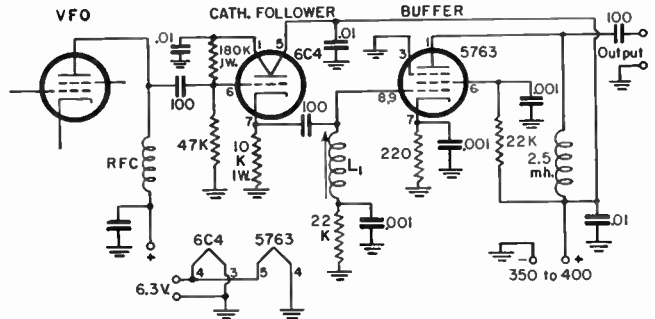 VFO
CATH. FOLLOWER
BUFFER
.01
180K
1W.
1
5
6C4
.01
1
5763
100
Output
3
100
6
100
8,9
6
.001
7
7
47K
10
K
1W.
L1
220
.001
22K
2.5
mh.
RFC
22
K
.001
.01
+
6C4
5763
4
3
5
4
6.3V.
-
+
350 to 400